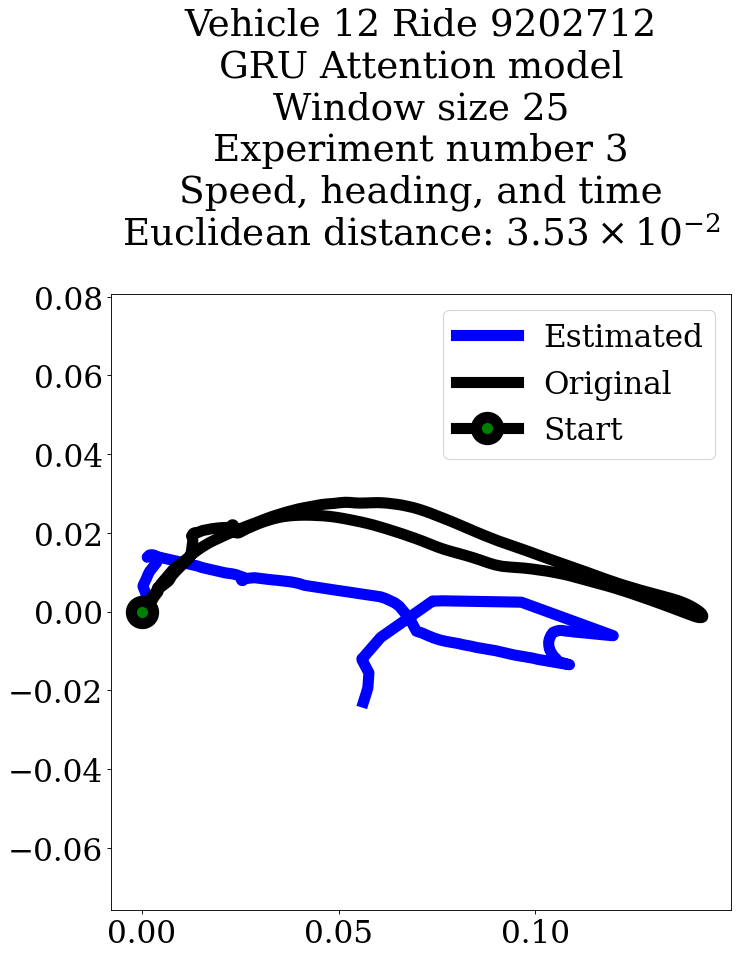 Vehicle 12 Ride 9202712
GRU Attention model
Window size 25
Experiment number 3
Speed, heading, and time
Euclidean distance: 3.53 × 10⁻²
Estimated
Original
Start
0.08
0.06
0.04
0.02
0.00
−0.02
−0.04
−0.06
0.00 0.05 0.10